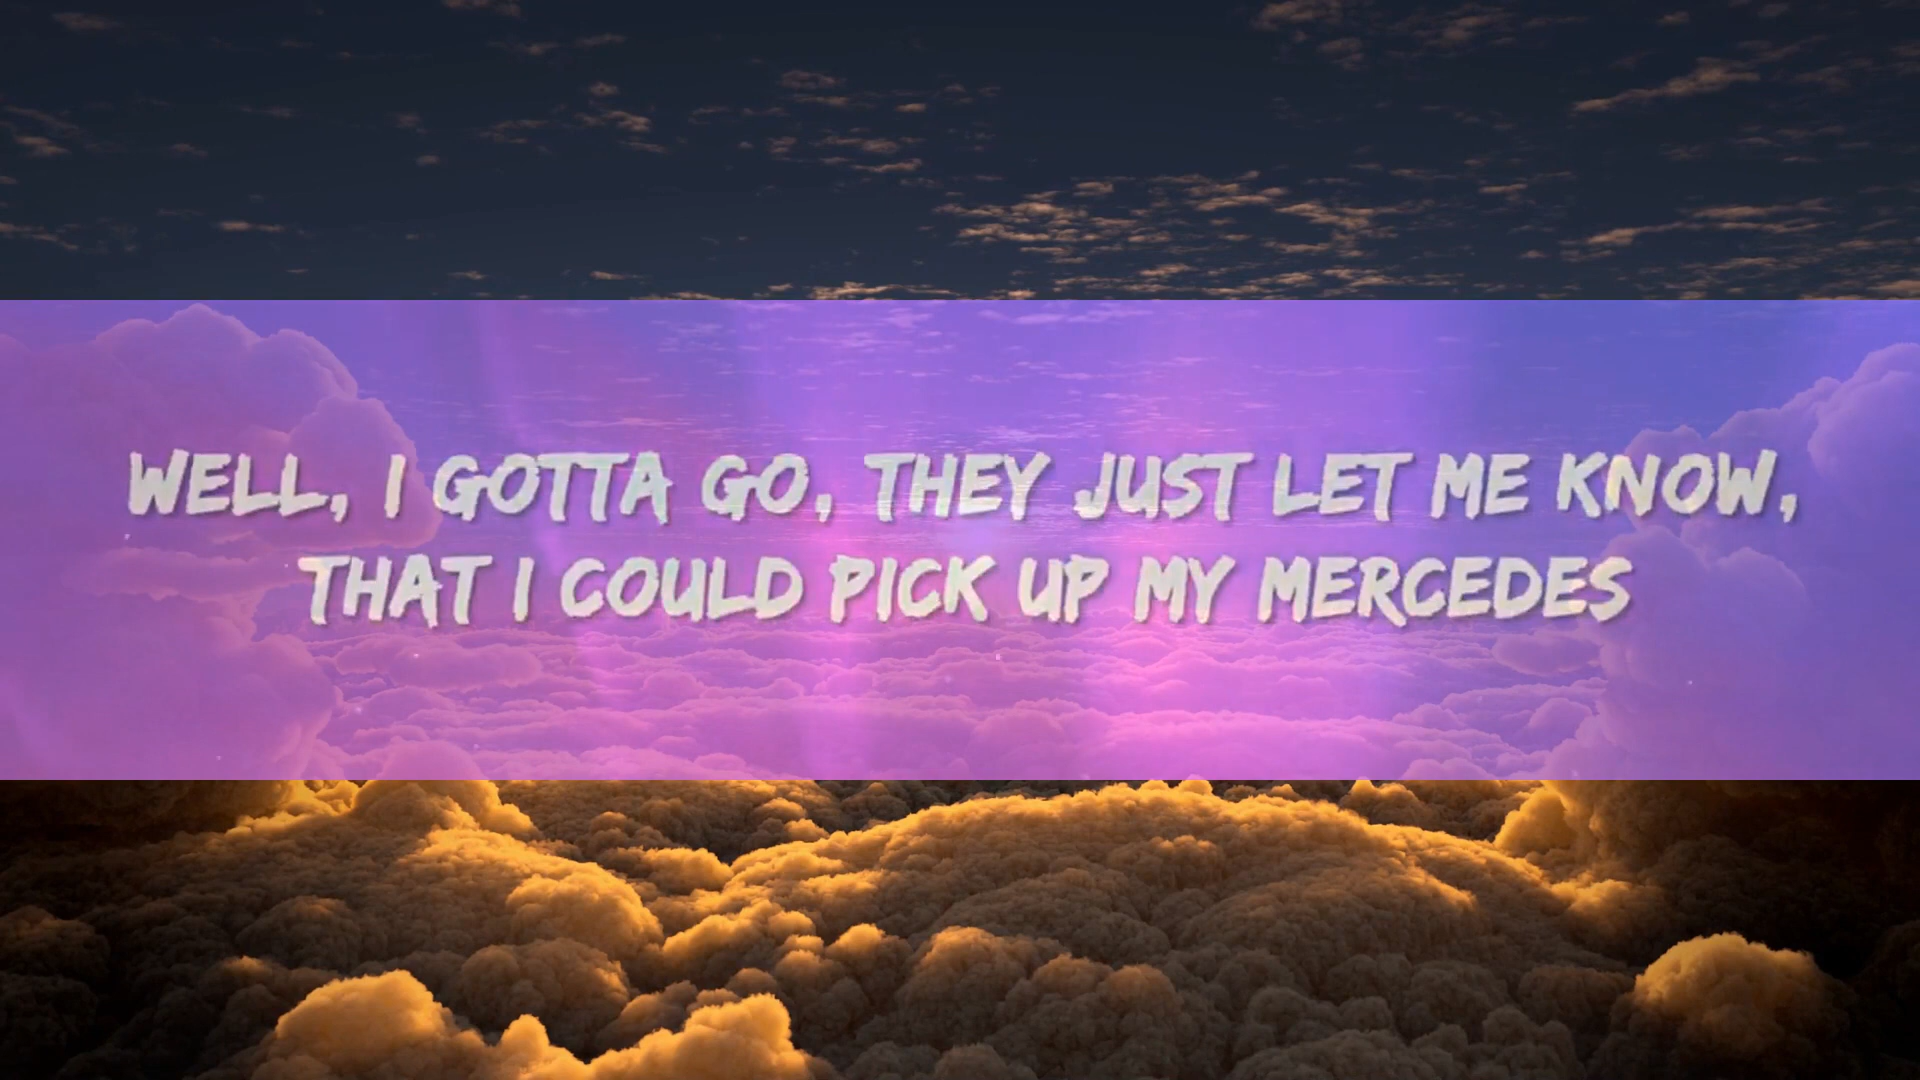 WELL, I GOTTA GO, THEY JUST LET ME KNOW,
THAT I COULD PICK UP MY MERCEDES